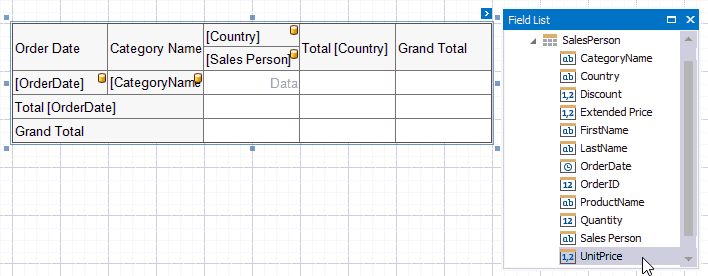 Order Date
Category Name
[Country]
[Sales Person]
Total [Country]
Grand Total
[OrderDate]
[CategoryName
Data
Total [OrderDate]
Grand Total
Field List
SalesPerson
ab CategoryName
ab Country
1,2 Discount
1,2 Extended Price
ab FirstName
ab LastName
OrderDate
12 OrderID
ab ProductName
12 Quantity
ab Sales Person
1,2 UnitPrice